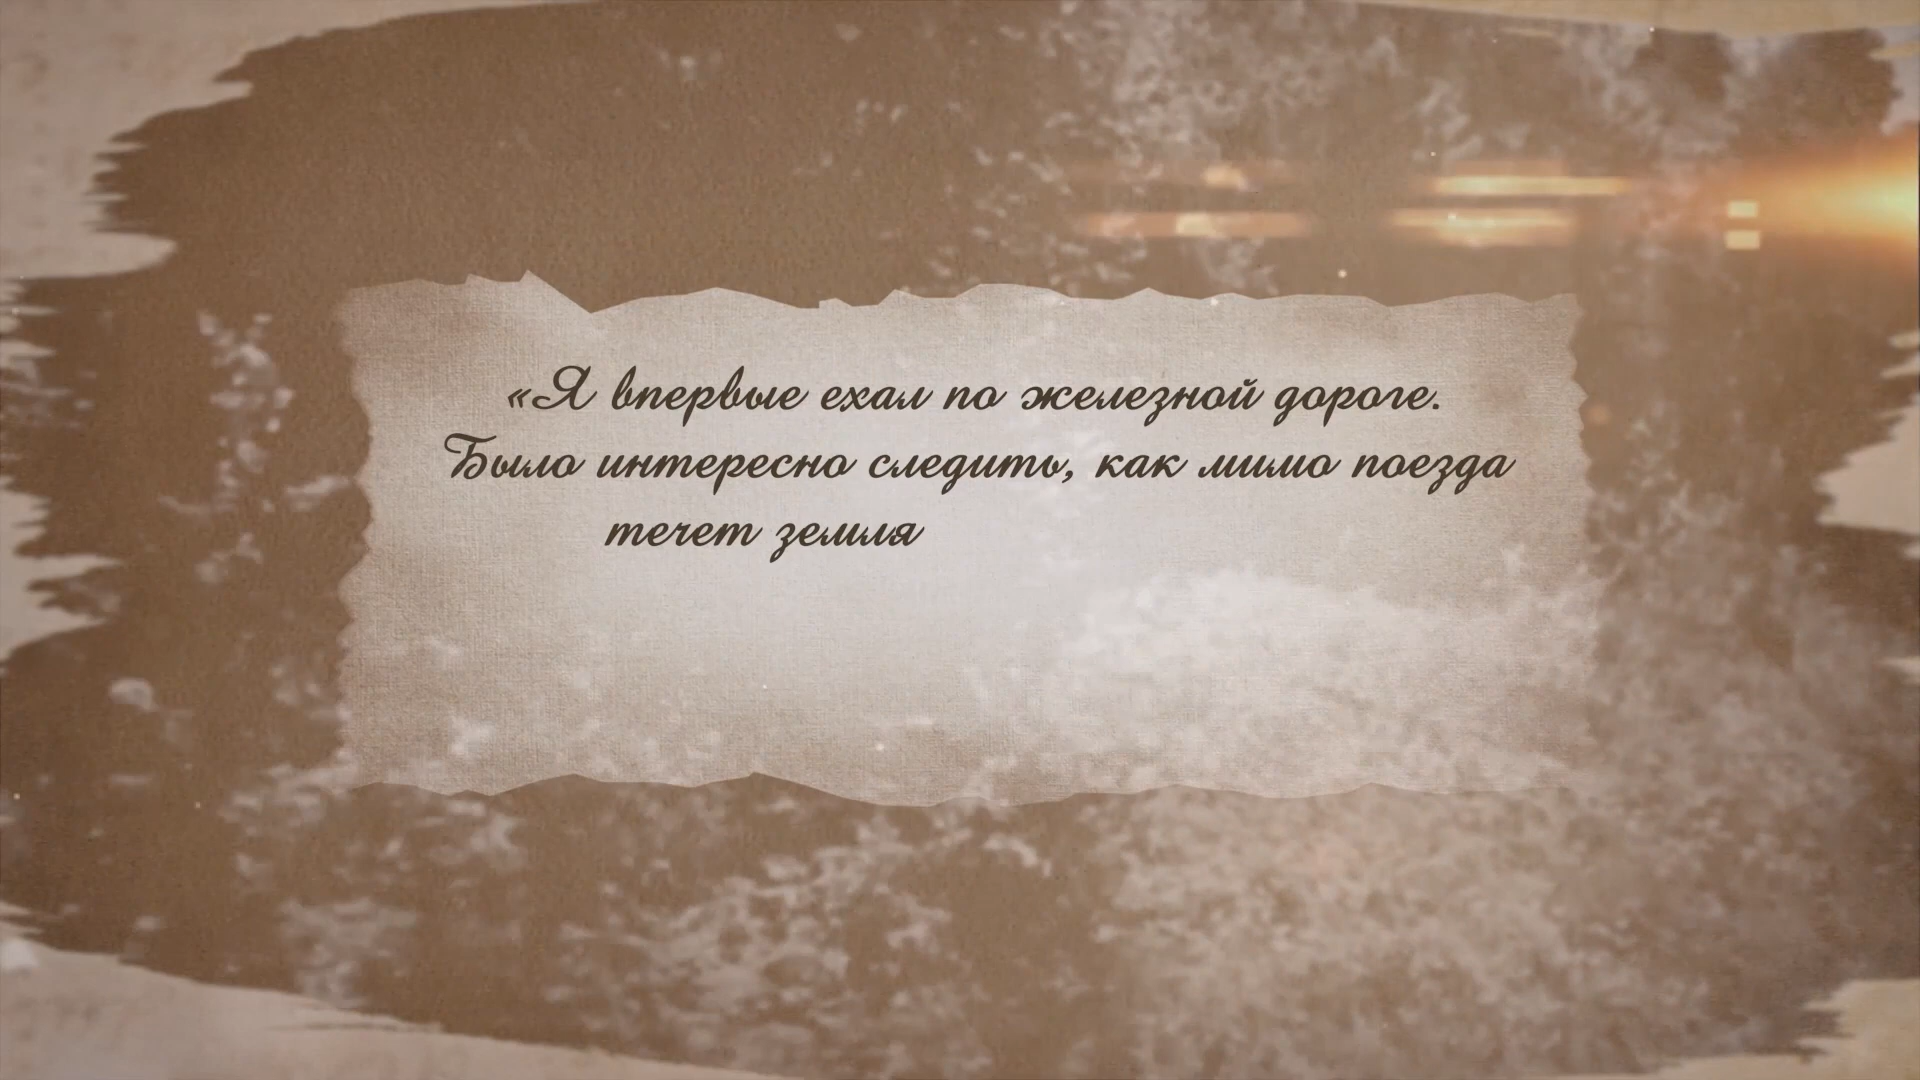 «Я впервые ехал по железной дороге.
Было интересно следить, как мимо поезда
течет земля